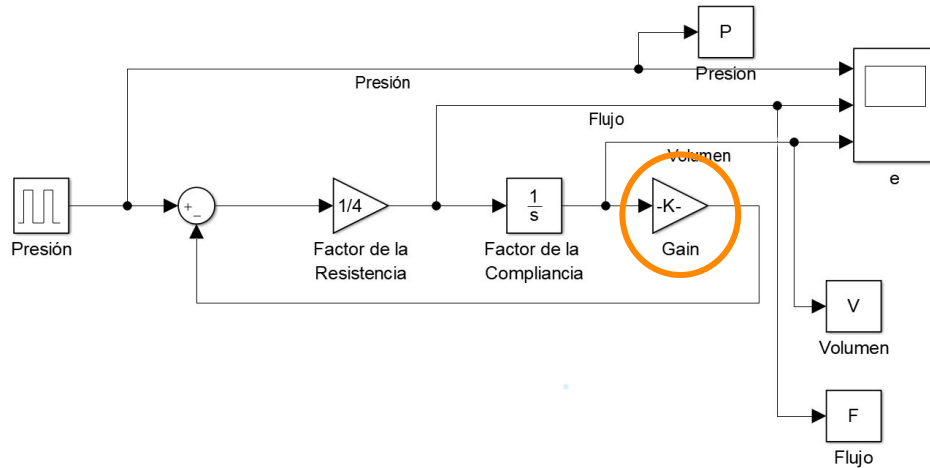 P
Presion
Presión
Flujo
Volumen
e
Presión
+
−
1/4
Factor de la
Resistencia
1
s
Factor de la
Compliancia
-K-
Gain
V
Volumen
F
Flujo